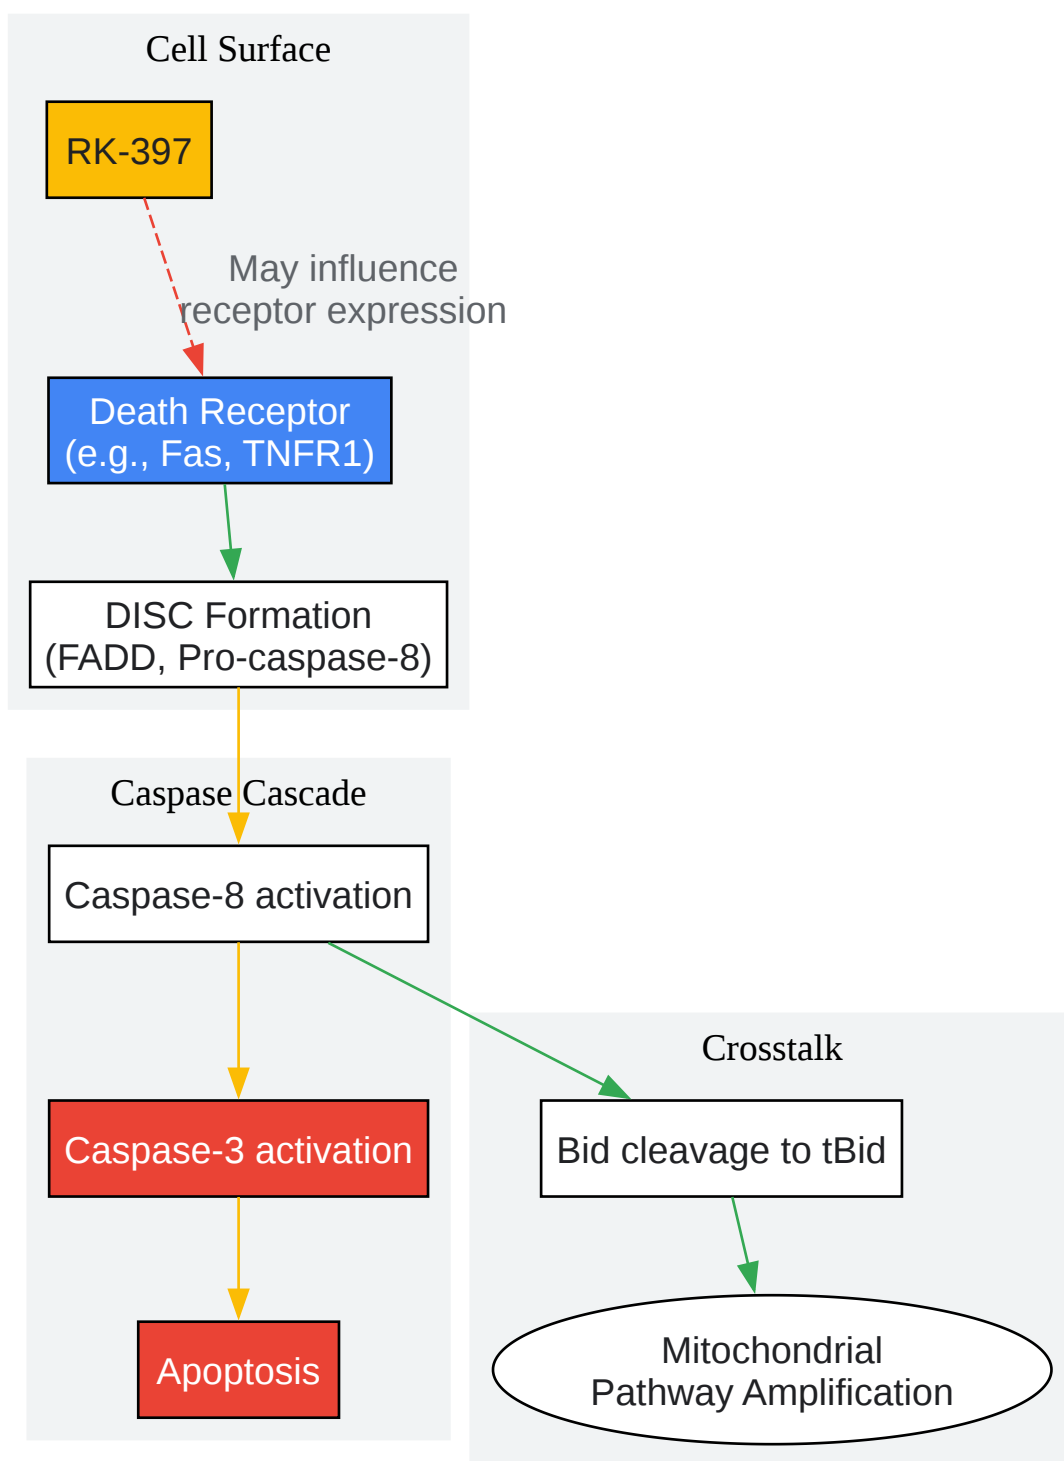 Cell Surface
RK-397
May influence
receptor expression
Death Receptor
(e.g., Fas, TNFR1)
DISC Formation
(FADD, Pro-caspase-8)
Caspase Cascade
Caspase-8 activation
Crosstalk
Caspase-3 activation
Bid cleavage to tBid
Apoptosis
Mitochondrial
Pathway Amplification